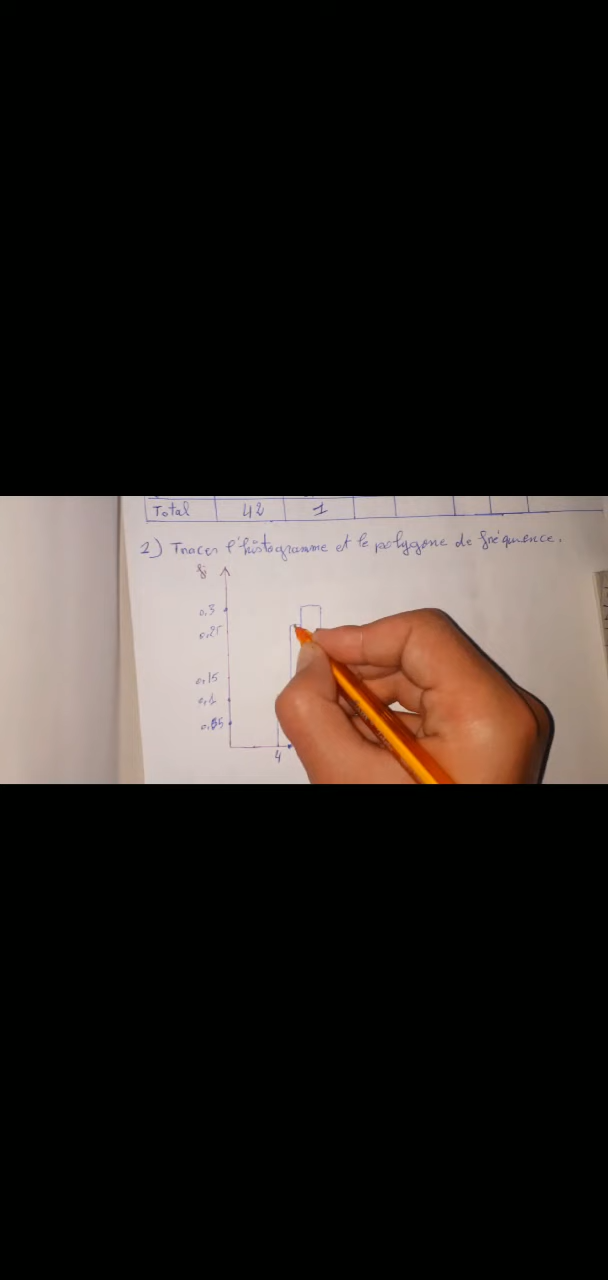 Total 42 1
2) Tracer l'histogramme et le polygone de fréquence.
fi
0,3
0,25
0,15
0,1
0,05
4